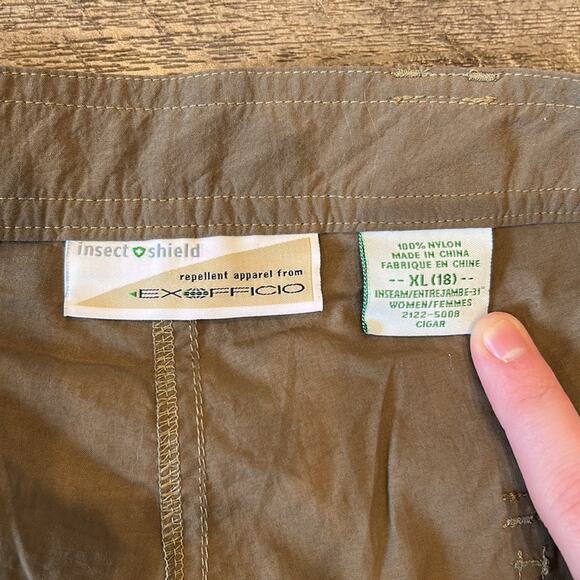 insect shield
repellent apparel from
EXOFFICIO
100% NYLON
MADE IN CHINA
FABRIQUE EN CHINE
-- XL (18) --
INSEAM/ENTREJAMBE-31"
WOMEN/FEMMES
2122-5008
CIGAR